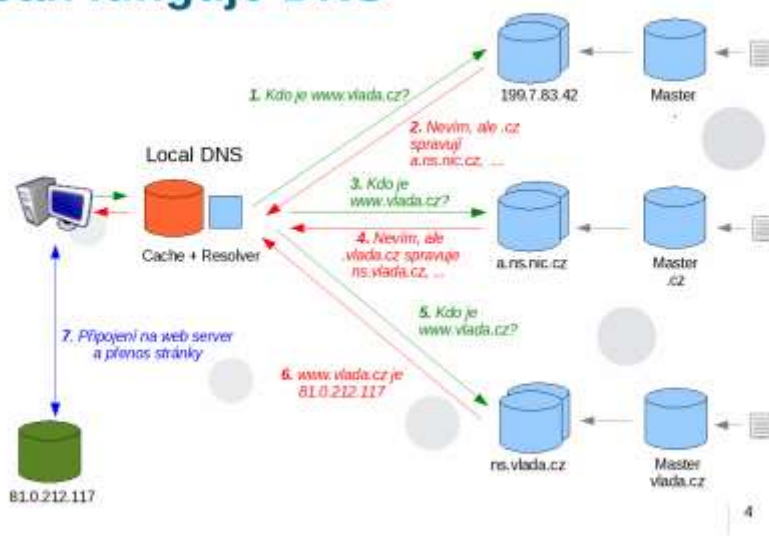 funguje DNS
1. Kdo je www.vlada.cz?
199.7.83.42
Master
.
2. Nevím, ale .cz
spravují
a.ns.nic.cz, ...
Local DNS
3. Kdo je
www.vlada.cz?
Cache + Resolver
4. Nevím, ale
.vlada.cz spravuje
ns.vlada.cz, ...
a.ns.nic.cz
Master
.cz
5. Kdo je
www.vlada.cz?
7. Připojení na web server
a přenos stránky
6. www.vlada.cz je
81.0.212.117
ns.vlada.cz
Master
vlada.cz
81.0.212.117
4